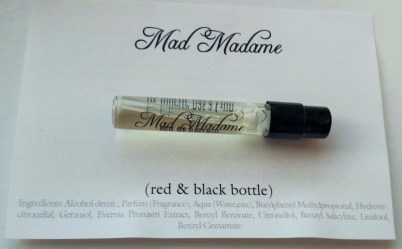 Mad Madame
Mad Madame
(red & black bottle)
Ingredients: Alcohol denat., Parfum (Fragrance), Aqua (Water, eau), Butylphenyl Methylpropional, Hydroxy-
citronellal, Geraniol, Evernia Prunastri Extract, Benzyl Benzoate, Citronellol, Benzyl Salicylate, Linalool,
Benzyl Cinnamate.